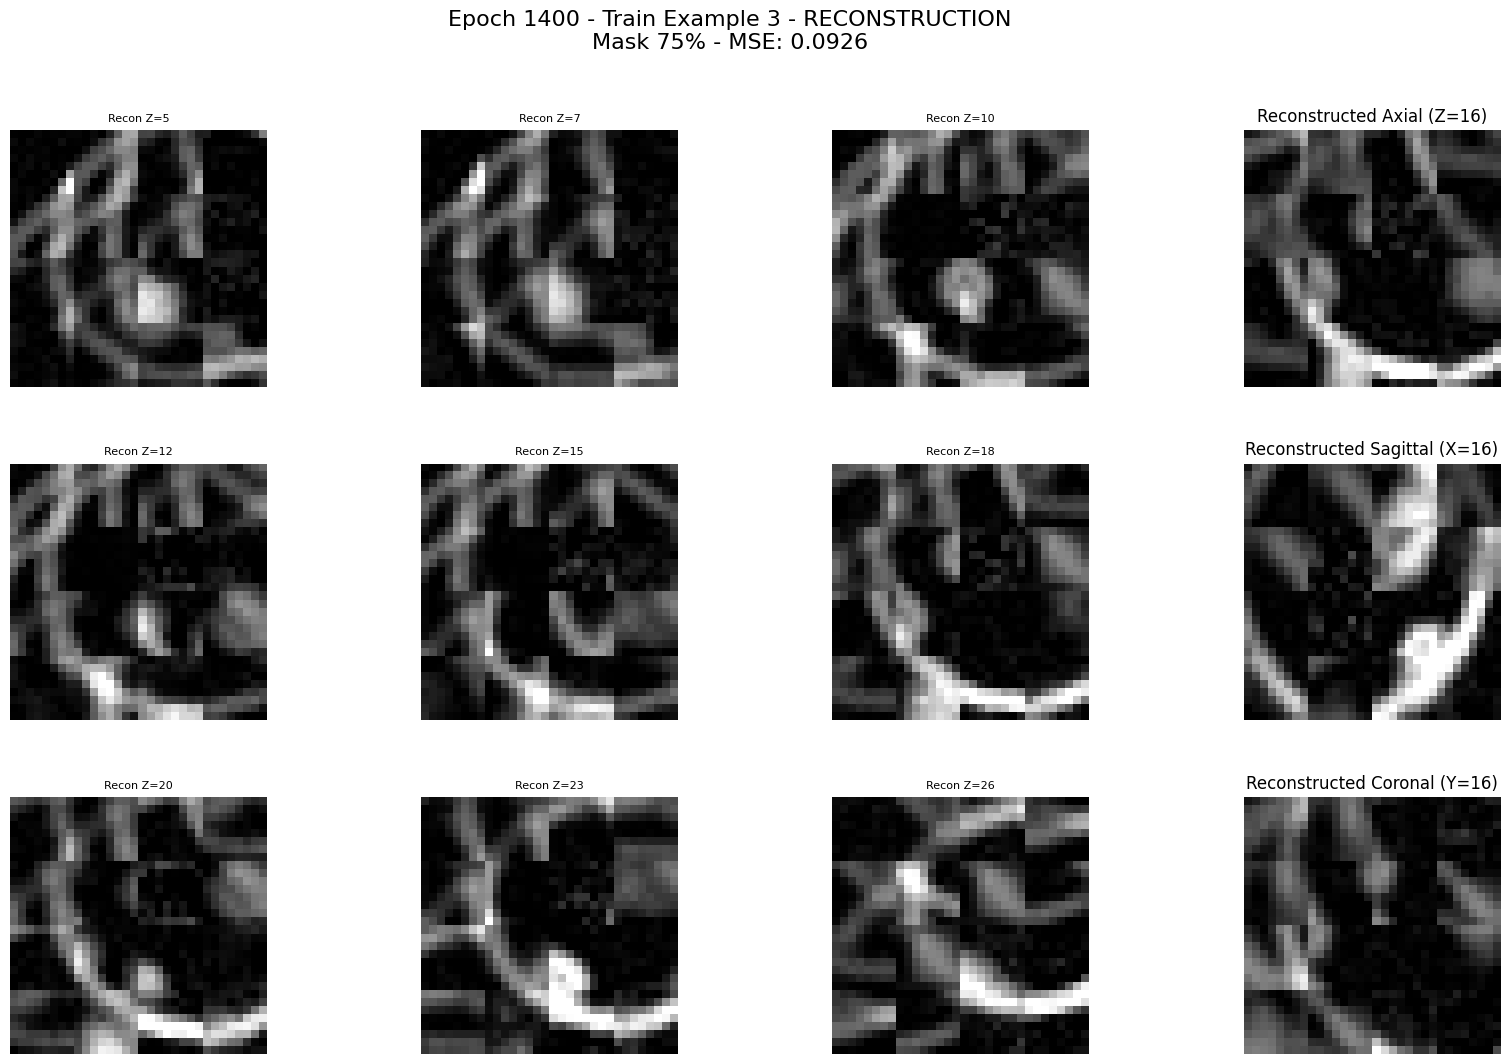 Epoch 1400 - Train Example 3 - RECONSTRUCTION
Mask 75% - MSE: 0.0926
Recon Z=5
Recon Z=7
Recon Z=10
Reconstructed Axial (Z=16)
Recon Z=12
Recon Z=15
Recon Z=18
Reconstructed Sagittal (X=16)
Recon Z=20
Recon Z=23
Recon Z=26
Reconstructed Coronal (Y=16)